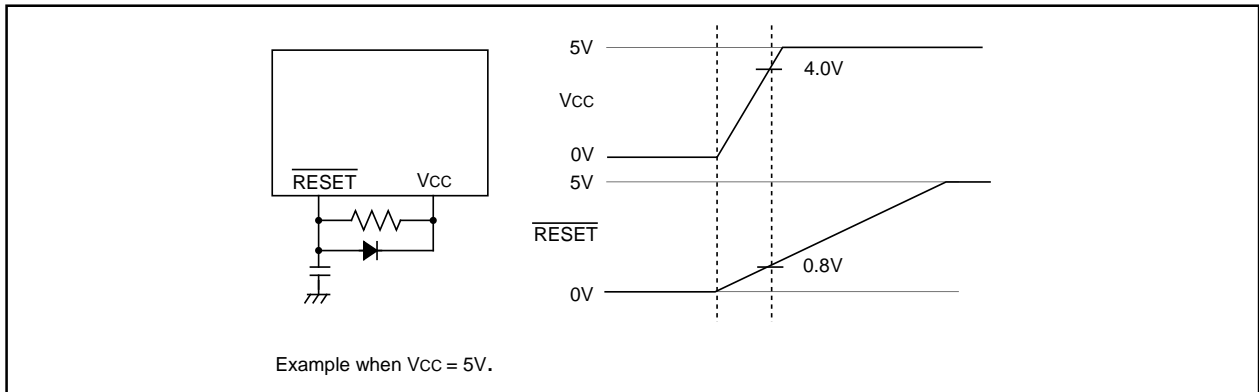 RESET VCC
5V
4.0V
VCC
0V
5V
RESET
0.8V
0V
Example when VCC = 5V.